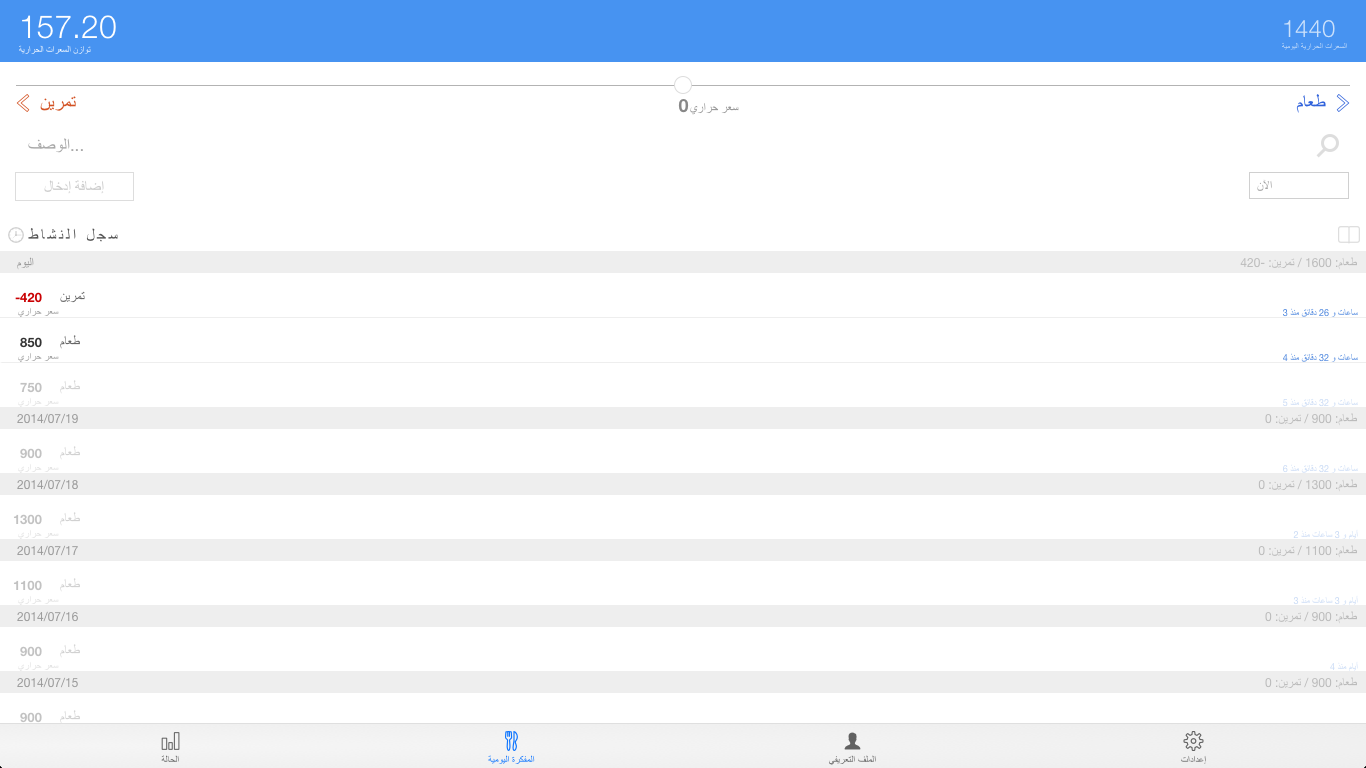 157.20
توازن السعرات الحرارية
1440
السعرات الحرارية اليومية
تمرين
0 سعر حراري
طعام
الوصف...
إضافة إدخال
الآن
سجل النشاط
اليوم
طعام: 1600 / تمرين: -420
-420
تمرين
سعر حراري
ساعات و 26 دقائق منذ 3
850
طعام
سعر حراري
ساعات و 32 دقائق منذ 4
750
طعام
سعر حراري
ساعات و 32 دقائق منذ 5
2014/07/19
طعام: 900 / تمرين: 0
900
طعام
سعر حراري
ساعات و 32 دقائق منذ 6
2014/07/18
طعام: 1300 / تمرين: 0
1300
طعام
سعر حراري
ايام و 3 ساعات منذ 2
2014/07/17
طعام: 1100 / تمرين: 0
1100
طعام
سعر حراري
ايام و 3 ساعات منذ 3
2014/07/16
طعام: 900 / تمرين: 0
900
طعام
سعر حراري
ايام منذ 4
2014/07/15
طعام: 900 / تمرين: 0
900
طعام
الحالة
المفكرة اليومية
الملف التعريفي
إعدادات